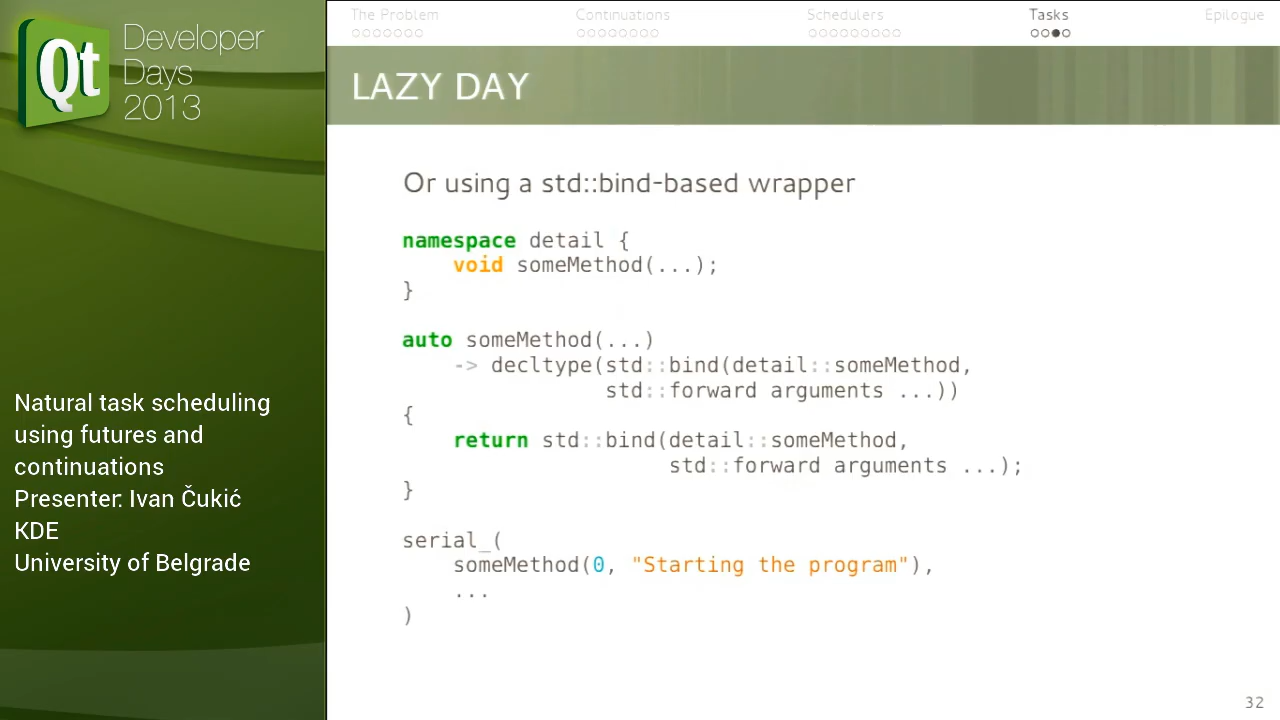 Qt Developer
Days
2013
Natural task scheduling
using futures and
continuations
Presenter: Ivan Čukić
KDE
University of Belgrade
The Problem Continuations Schedulers Tasks Epilogue
LAZY DAY
Or using a std::bind-based wrapper
namespace detail {
    void someMethod(...);
}
auto someMethod(...)
    -> decltype(std::bind(detail::someMethod,
                std::forward arguments ...))
{
    return std::bind(detail::someMethod,
                     std::forward arguments ...);
}
serial_(
    someMethod(0, "Starting the program"),
    ...
)
32